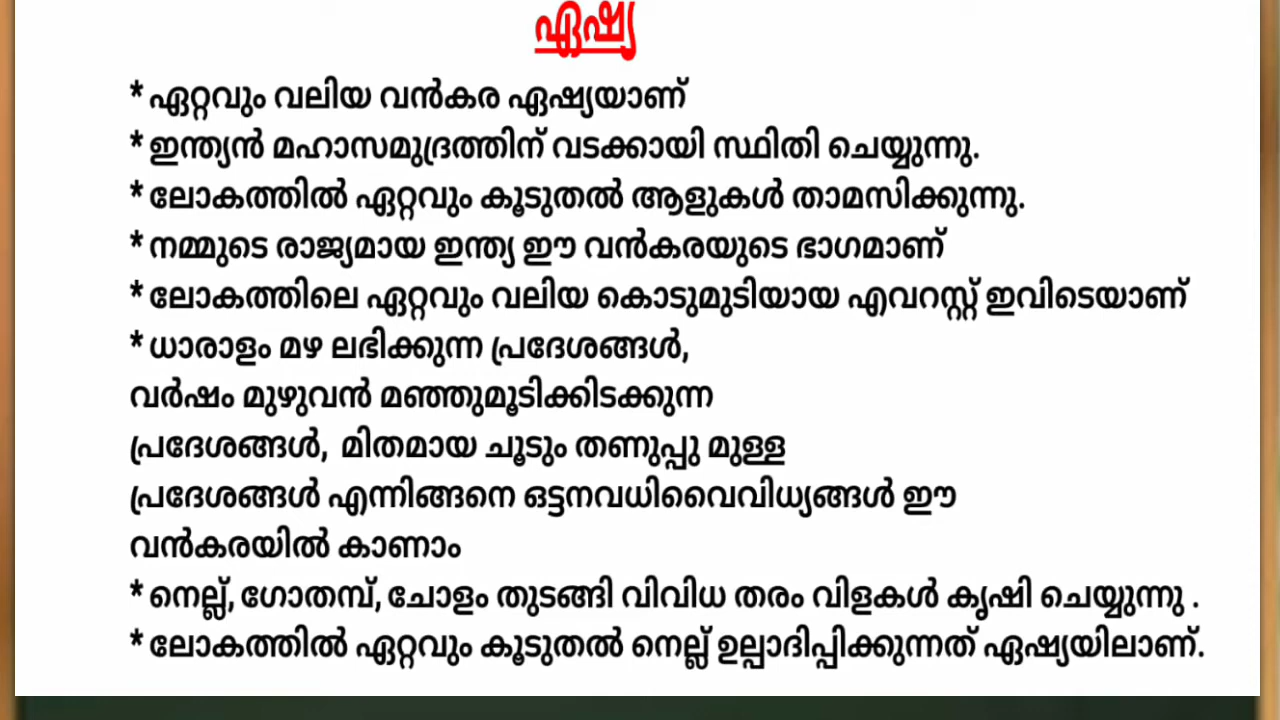 ഏഷ്യ
* ഏറ്റവും വലിയ വൻകര ഏഷ്യയാണ്
* ഇന്ത്യൻ മഹാസമുദ്രത്തിന് വടക്കായി സ്ഥിതി ചെയ്യുന്നു.
* ലോകത്തിൽ ഏറ്റവും കൂടുതൽ ആളുകൾ താമസിക്കുന്നു.
* നമ്മുടെ രാജ്യമായ ഇന്ത്യ ഈ വൻകരയുടെ ഭാഗമാണ്
* ലോകത്തിലെ ഏറ്റവും വലിയ കൊടുമുടിയായ എവറസ്റ്റ് ഇവിടെയാണ്
* ധാരാളം മഴ ലഭിക്കുന്ന പ്രദേശങ്ങൾ,
വർഷം മുഴുവൻ മഞ്ഞുമൂടിക്കിടക്കുന്ന
പ്രദേശങ്ങൾ, മിതമായ ചൂടും തണുപ്പു മുള്ള
പ്രദേശങ്ങൾ എന്നിങ്ങനെ ഒട്ടനവധിവൈവിധ്യങ്ങൾ ഈ
വൻകരയിൽ കാണാം
* നെല്ല്, ഗോതമ്പ്, ചോളം തുടങ്ങി വിവിധ തരം വിളകൾ കൃഷി ചെയ്യുന്നു .
* ലോകത്തിൽ ഏറ്റവും കൂടുതൽ നെല്ല് ഉല്പാദിപ്പിക്കുന്നത് ഏഷ്യയിലാണ്.